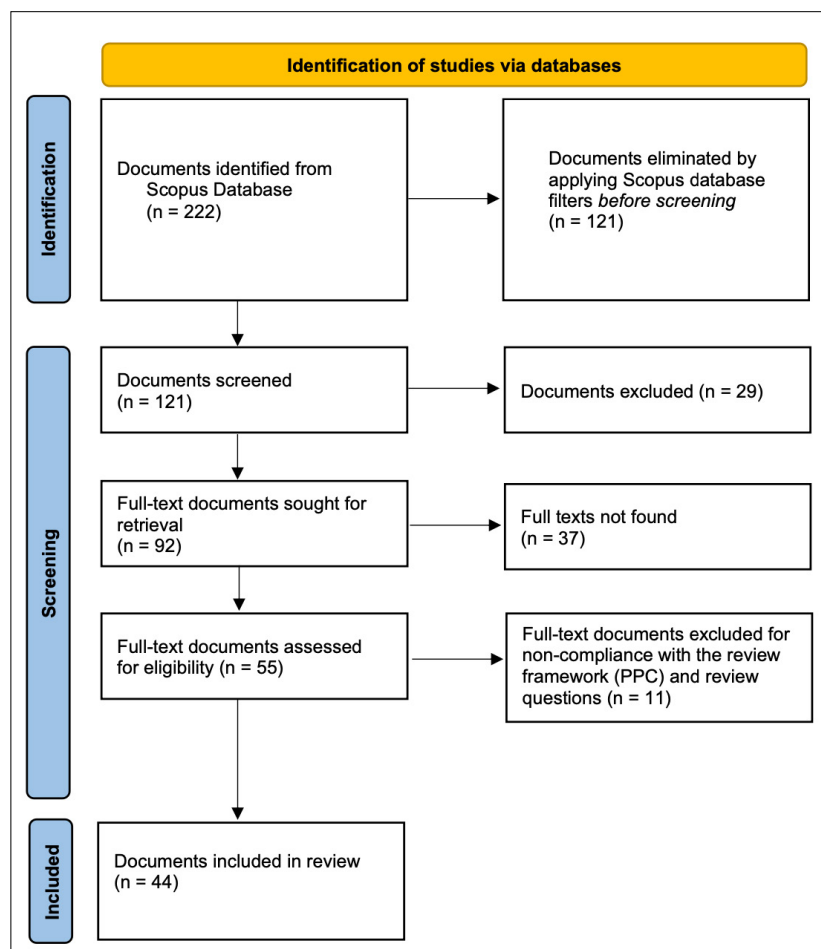 Identification of studies via databases
Identification
Documents identified from
Scopus Database
(n = 222)
Documents eliminated by
applying Scopus database
filters before screening
(n = 121)
Screening
Documents screened
(n = 121)
Documents excluded (n = 29)
Full-text documents sought for
retrieval
(n = 92)
Full texts not found
(n = 37)
Full-text documents assessed
for eligibility (n = 55)
Full-text documents excluded for
non-compliance with the review
framework (PPC) and review
questions (n = 11)
Included
Documents included in review
(n = 44)